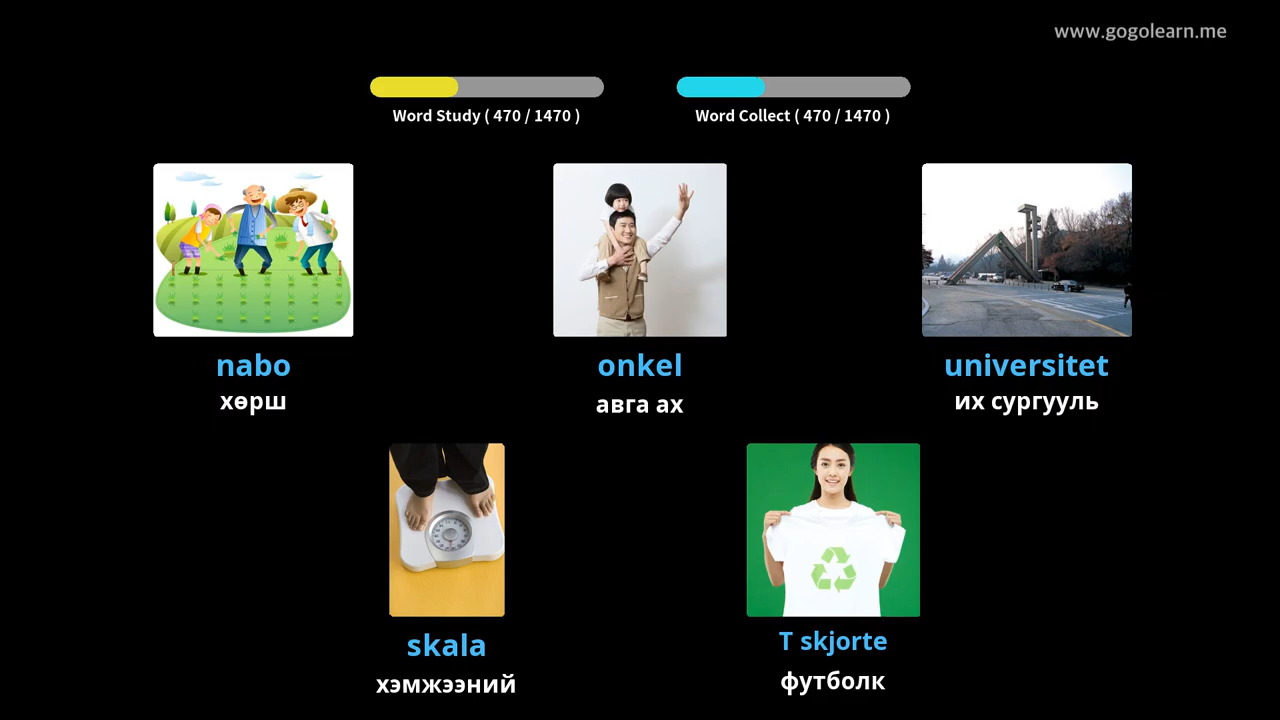 www.gogolearn.me
Word Study ( 470 / 1470 )
Word Collect ( 470 / 1470 )
nabo
хөрш
onkel
авга ах
universitet
их сургууль
skala
хэмжээний
T skjorte
футболк